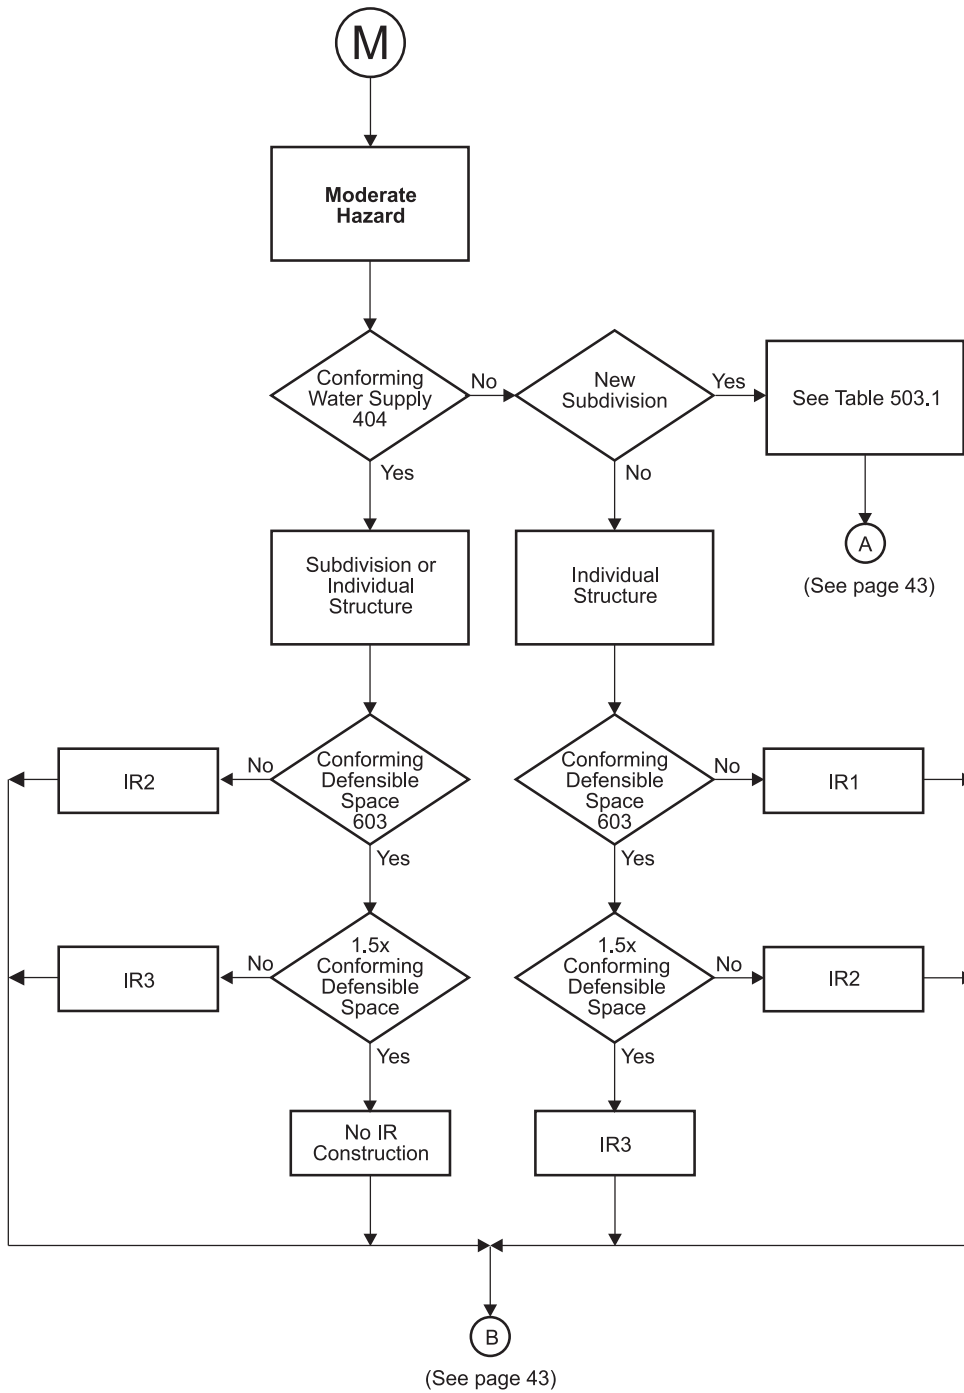 M
Moderate
Hazard
Conforming
Water Supply
404
No
New
Subdivision
Yes
See Table 503.1
Yes
No
A
(See page 43)
Subdivision or
Individual
Structure
Individual
Structure
IR2
No
Conforming
Defensible
Space
603
Conforming
Defensible
Space
603
No
IR1
Yes
Yes
IR3
No
1.5x
Conforming
Defensible
Space
1.5x
Conforming
Defensible
Space
No
IR2
Yes
Yes
No IR
Construction
IR3
B
(See page 43)